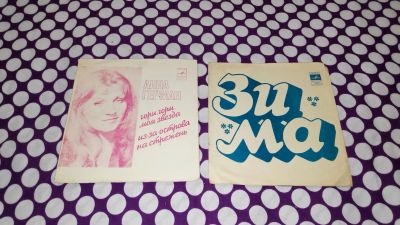 АННА
ГЕРМАН
гори, гори
моя звезда
из-за острова
на стрежень
ЗИ
МА